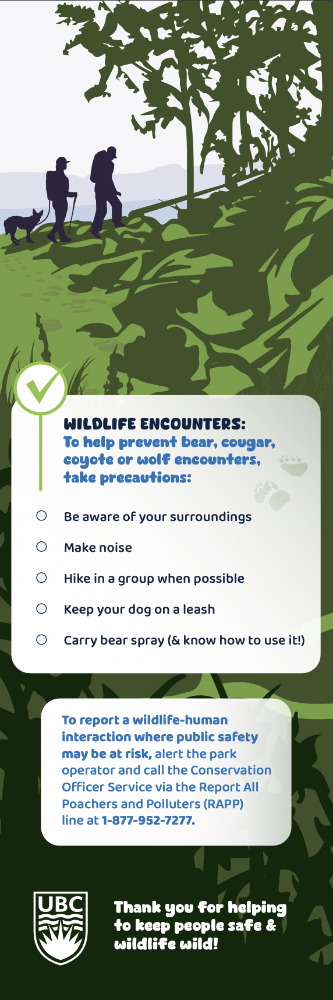 WILDLIFE ENCOUNTERS:
To help prevent bear, cougar,
coyote or wolf encounters,
take precautions:
Be aware of your surroundings
Make noise
Hike in a group when possible
Keep your dog on a leash
Carry bear spray (& know how to use it!)
To report a wildlife-human
interaction where public safety
may be at risk, alert the park
operator and call the Conservation
Officer Service via the Report All
Poachers and Polluters (RAPP)
line at 1-877-952-7277.
UBC
Thank you for helping
to keep people safe &
wildlife wild!